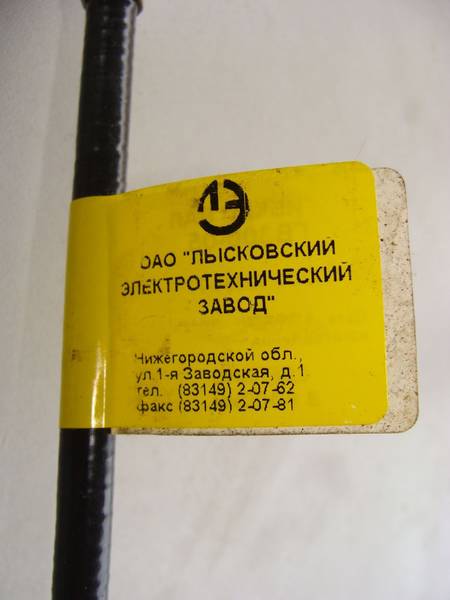 ЛЭ
ОАО "ЛЫСКОВСКИЙ
ЭЛЕКТРОТЕХНИЧЕСКИЙ
ЗАВОД"
Нижегородской обл.,
ул.1-я Заводская, д.1
тел. (83149) 2-07-62
факс (83149) 2-07-81